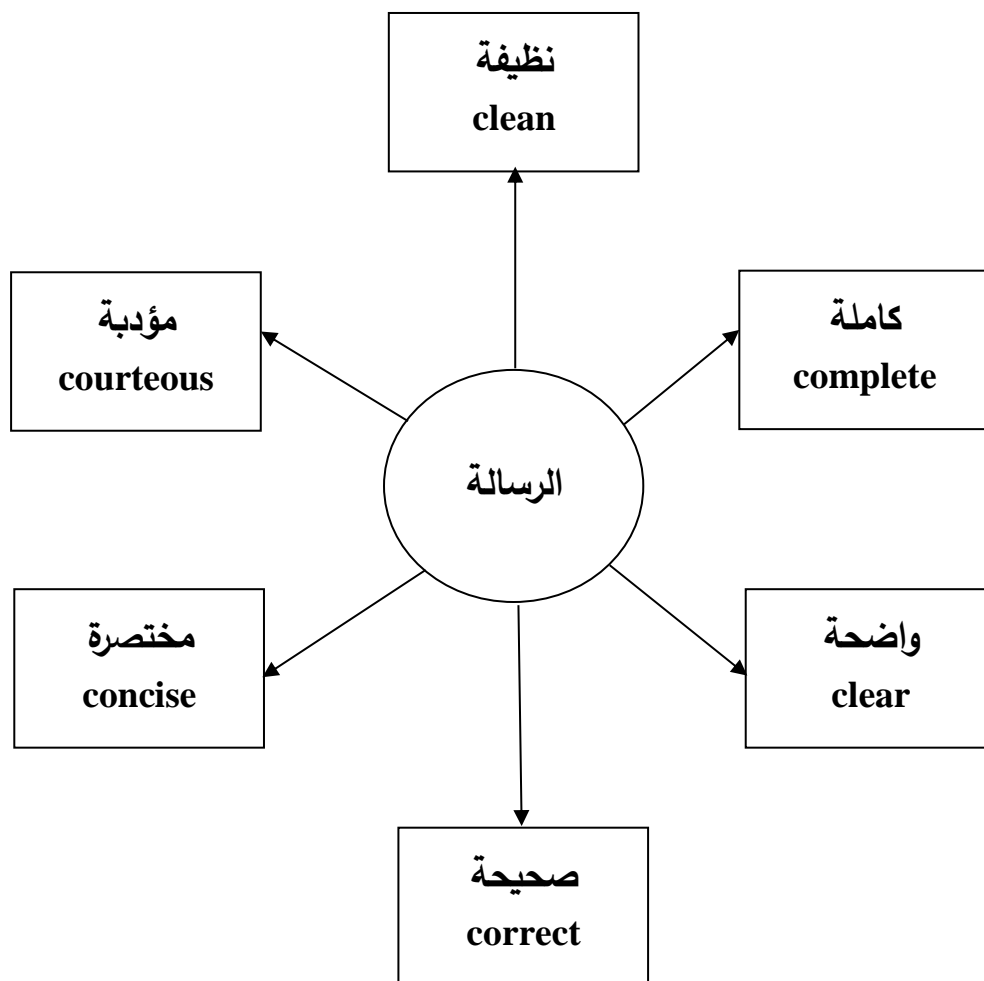 نظيفة
clean
مؤدبة
courteous
كاملة
complete
الرسالة
مختصرة
concise
واضحة
clear
صحيحة
correct